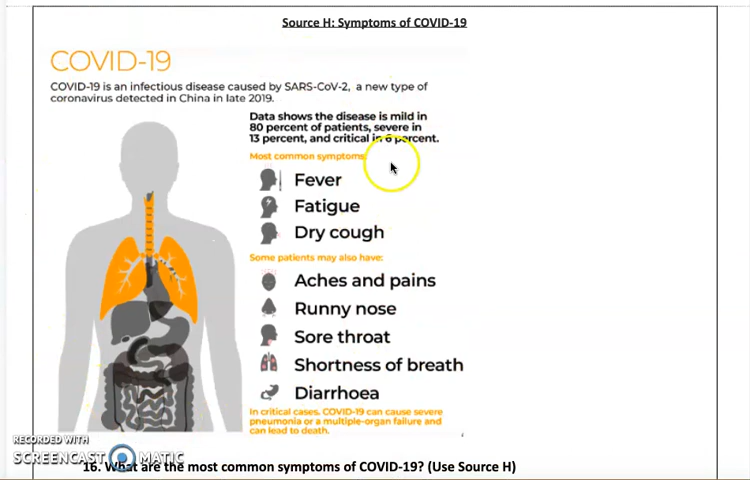 Source H: Symptoms of COVID-19
COVID-19
COVID-19 is an infectious disease caused by SARS-CoV-2, a new type of
coronavirus detected in China in late 2019.
Data shows the disease is mild in
80 percent of patients, severe in
13 percent, and critical in 6 percent.
Most common symptoms:
Fever
Fatigue
Dry cough
Some patients may also have:
Aches and pains
Runny nose
Sore throat
Shortness of breath
Diarrhoea
In critical cases, COVID-19 can cause severe
pneumonia or a multiple-organ failure and
can lead to death.
RECORDED WITH
SCREENCAST MATIC
16. What are the most common symptoms of COVID-19? (Use Source H)